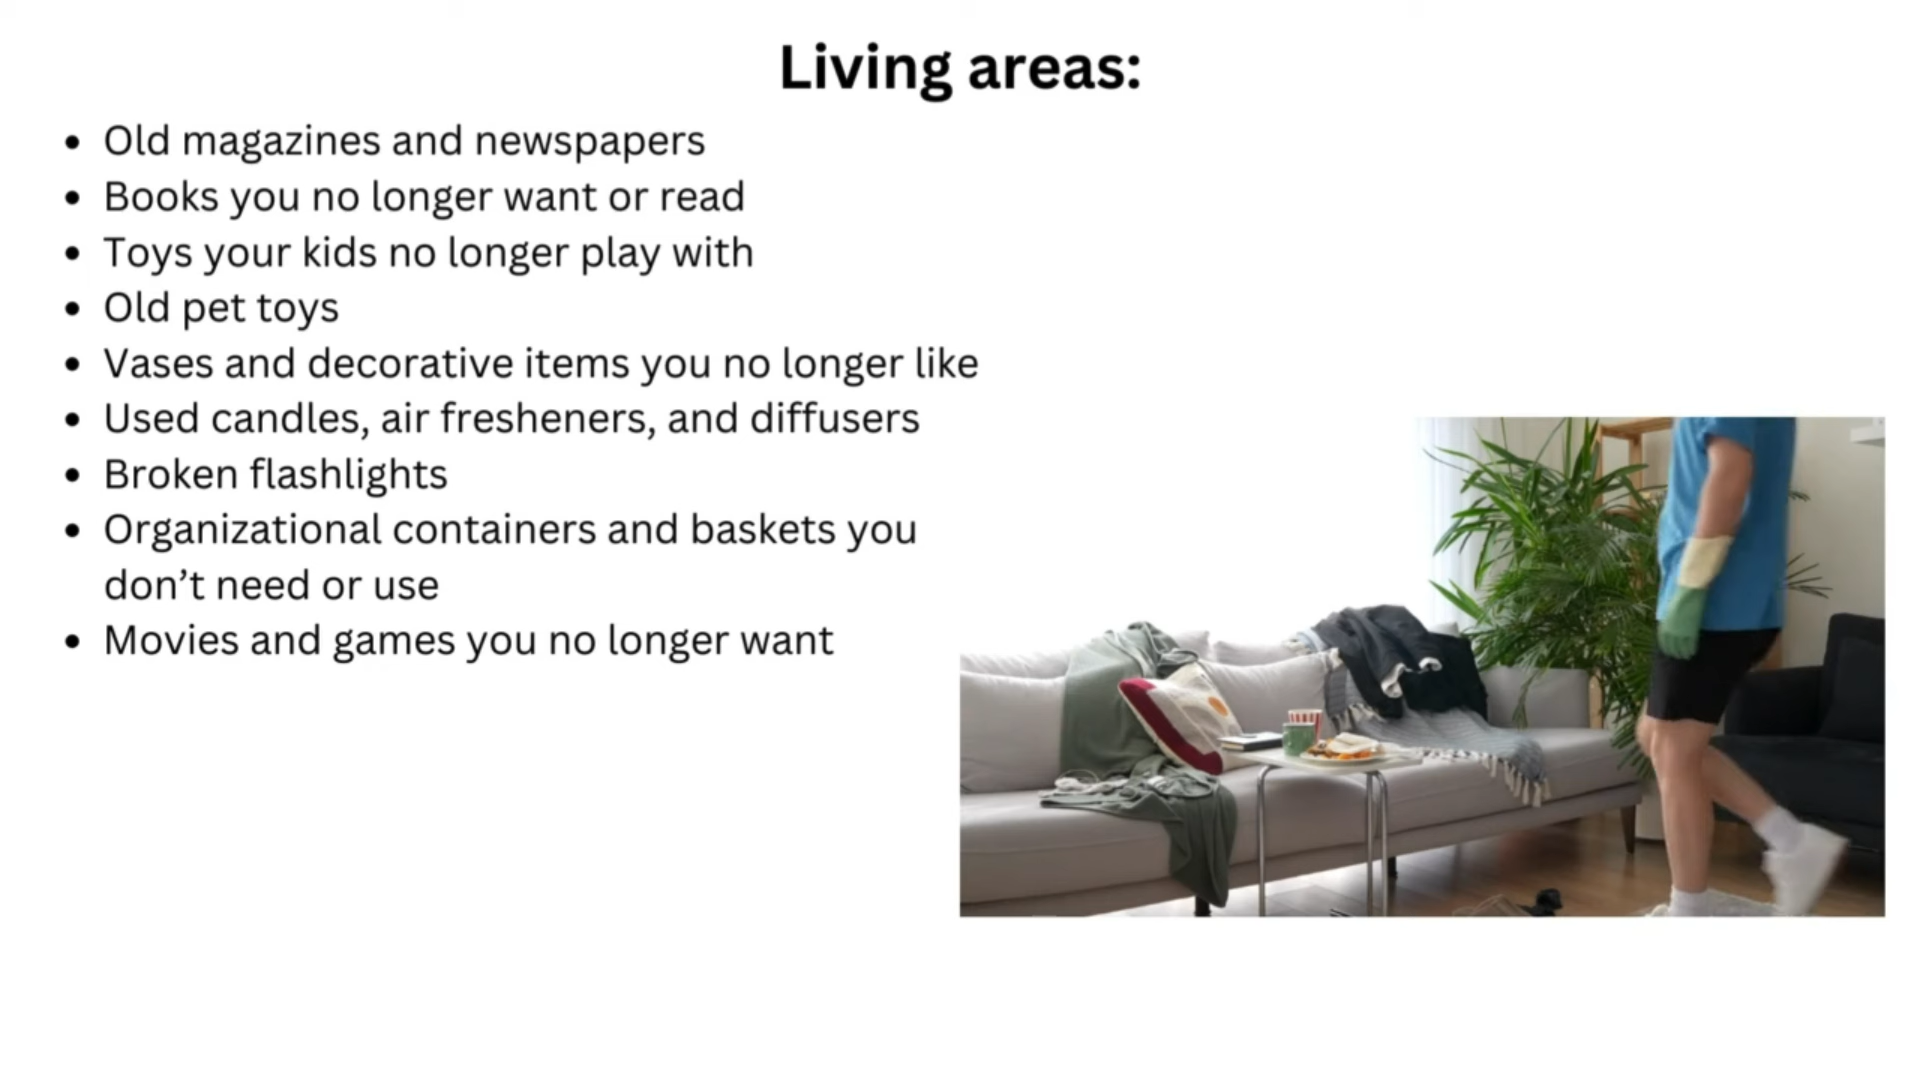 Living areas:
• Old magazines and newspapers
• Books you no longer want or read
• Toys your kids no longer play with
• Old pet toys
• Vases and decorative items you no longer like
• Used candles, air fresheners, and diffusers
• Broken flashlights
• Organizational containers and baskets you
don’t need or use
• Movies and games you no longer want